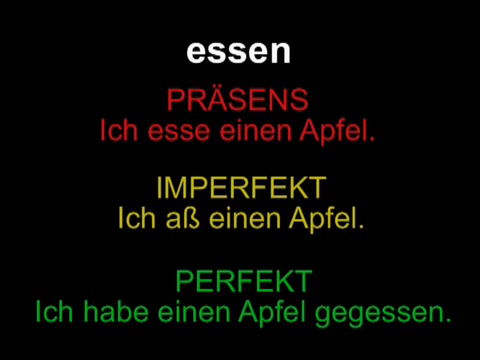 essen
PRÄSENS
Ich esse einen Apfel.
IMPERFEKT
Ich aß einen Apfel.
PERFEKT
Ich habe einen Apfel gegessen.